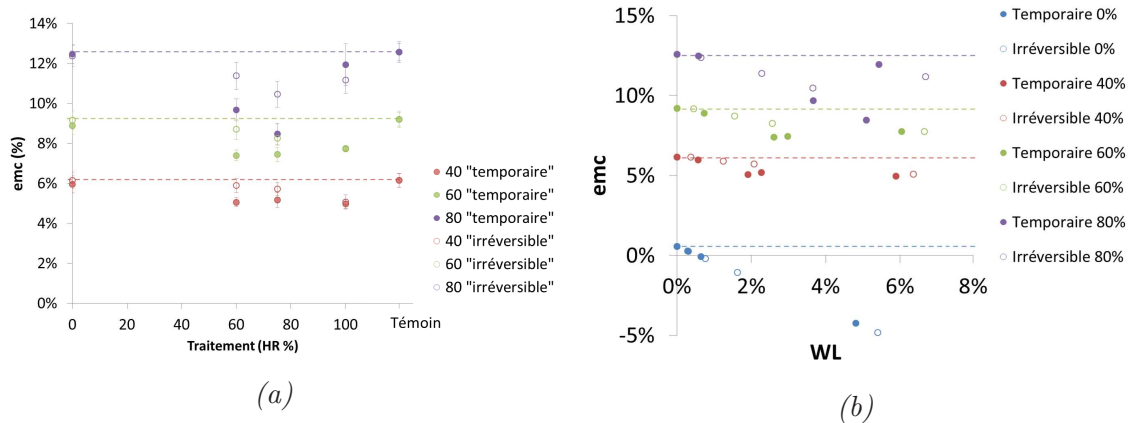 14%
12%
10%
8%
6%
4%
2%
0%
emc (%)
0 20 40 60 80 100 Témoin
Traitement (HR %)
40 "temporaire"
60 "temporaire"
80 "temporaire"
40 "irréversible"
60 "irréversible"
80 "irréversible"
(a)
15%
10%
5%
0%
-5%
emc
0% 2% 4% 6% 8%
WL
Temporaire 0%
Irréversible 0%
Temporaire 40%
Irréversible 40%
Temporaire 60%
Irréversible 60%
Temporaire 80%
Irréversible 80%
(b)